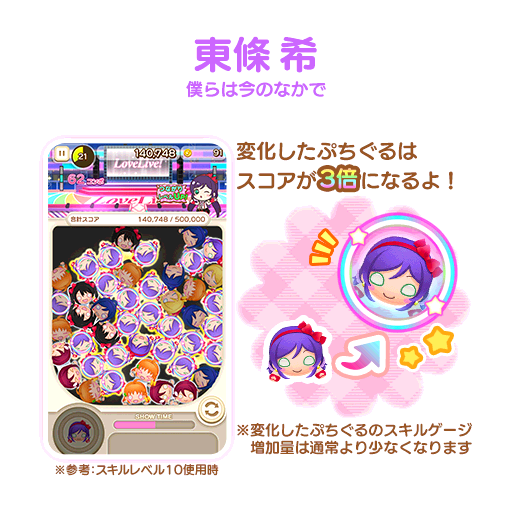 東條 希
僕らは今のなかで
21
140,748
91
62
LoveLive!
合計スコア
140,748 / 500,000
変化したぷちぐるは
スコアが3倍になるよ！
SHOW TIME
※変化したぷちぐるのスキルゲージ
増加量は通常より少なくなります
※参考：スキルレベル10使用時